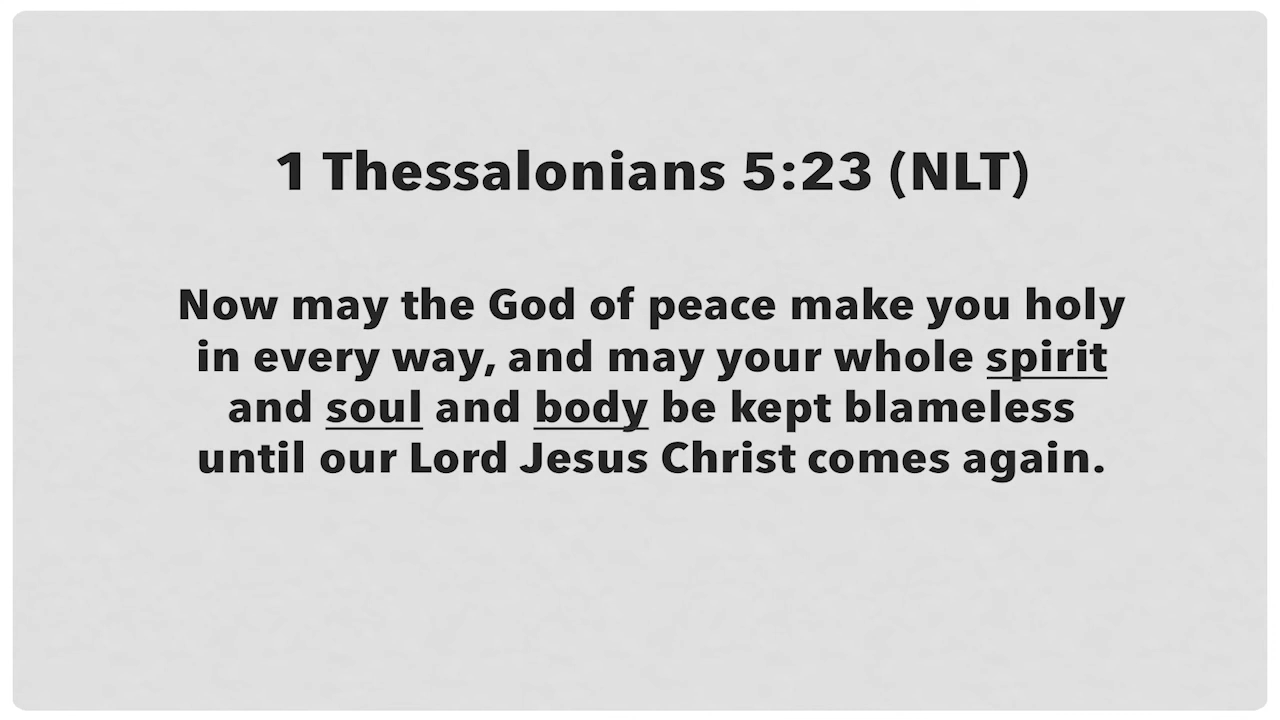 1 Thessalonians 5:23 (NLT)
Now may the God of peace make you holy
in every way, and may your whole spirit
and soul and body be kept blameless
until our Lord Jesus Christ comes again.